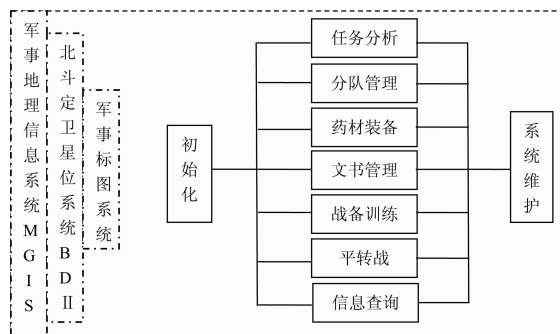 军事地理信息系统MGIS
北斗定卫星位系统BDⅡ
军事标图系统
初始化
任务分析
分队管理
药材装备
文书管理
战备训练
平转战
信息查询
系统维护